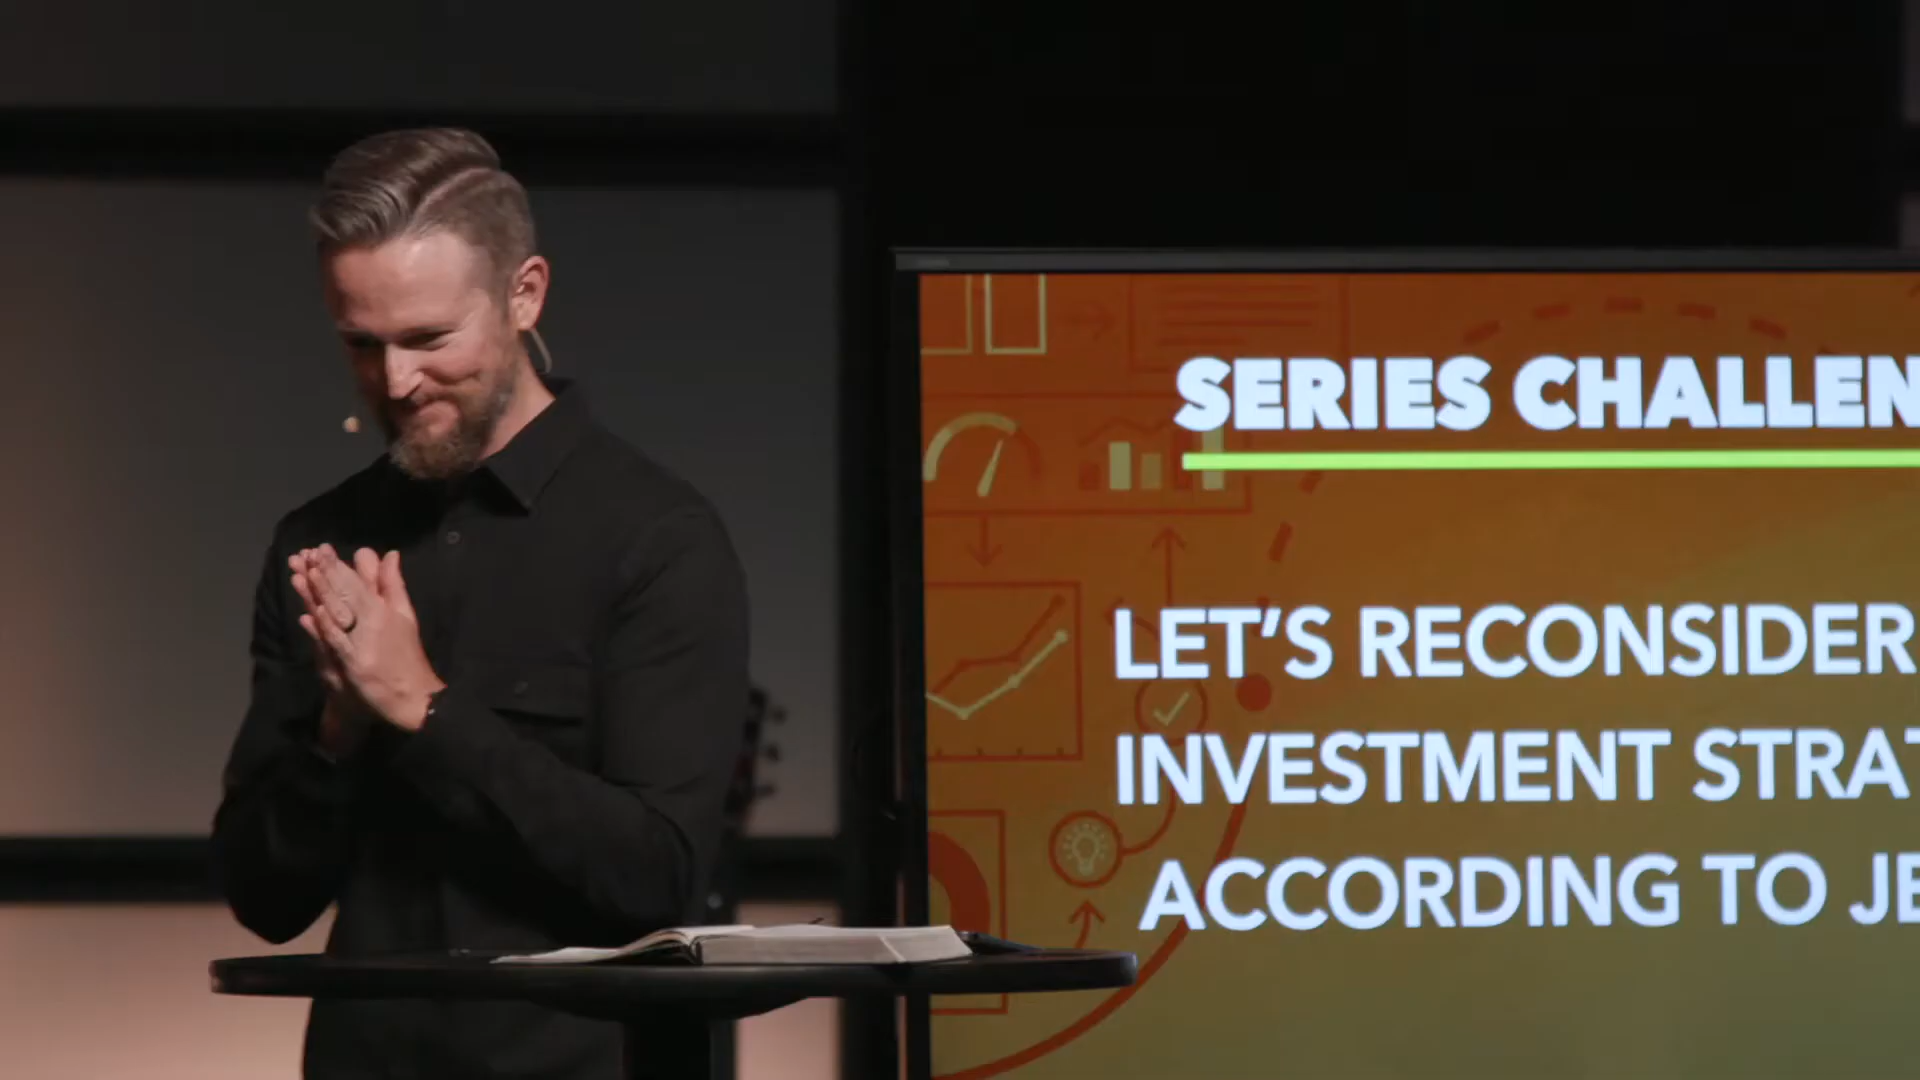 SERIES CHALLEN
LET'S RECONSIDER
INVESTMENT STRAT
ACCORDING TO JE